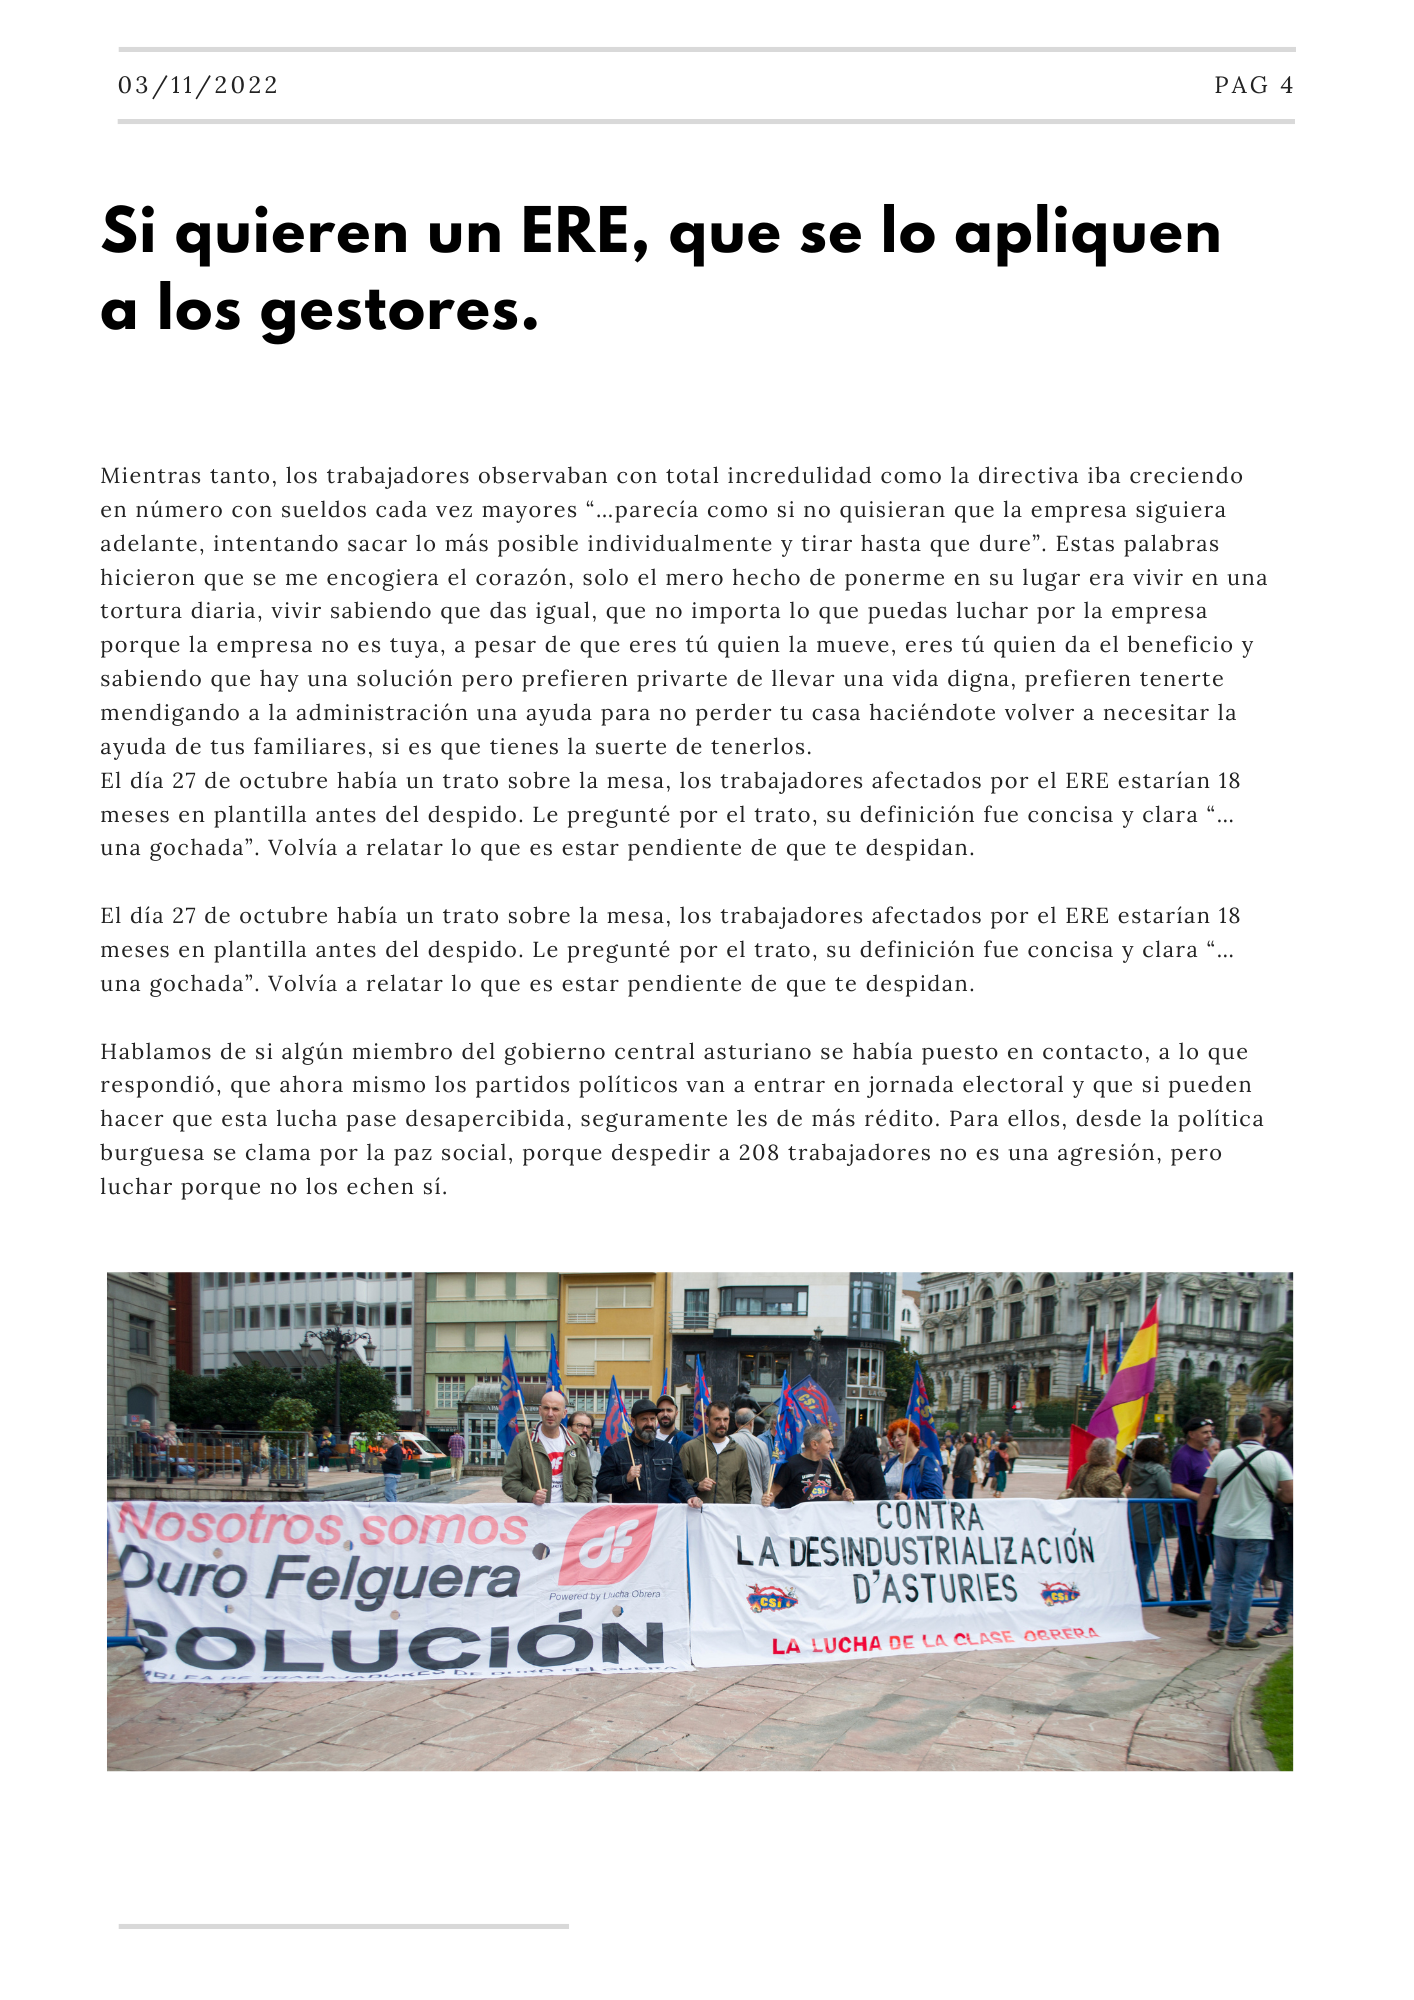 03/11/2022
PAG 4
Si quieren un ERE, que se lo apliquen
a los gestores.
Mientras tanto, los trabajadores observaban con total incredulidad como la directiva iba creciendo
en número con sueldos cada vez mayores “...parecía como si no quisieran que la empresa siguiera
adelante, intentando sacar lo más posible individualmente y tirar hasta que dure”. Estas palabras
hicieron que se me encogiera el corazón, solo el mero hecho de ponerme en su lugar era vivir en una
tortura diaria, vivir sabiendo que das igual, que no importa lo que puedas luchar por la empresa
porque la empresa no es tuya, a pesar de que eres tú quien la mueve, eres tú quien da el beneficio y
sabiendo que hay una solución pero prefieren privarte de llevar una vida digna, prefieren tenerte
mendigando a la administración una ayuda para no perder tu casa haciéndote volver a necesitar la
ayuda de tus familiares, si es que tienes la suerte de tenerlos.
El día 27 de octubre había un trato sobre la mesa, los trabajadores afectados por el ERE estarían 18
meses en plantilla antes del despido. Le pregunté por el trato, su definición fue concisa y clara “...
una gochada”. Volvía a relatar lo que es estar pendiente de que te despidan.
El día 27 de octubre había un trato sobre la mesa, los trabajadores afectados por el ERE estarían 18
meses en plantilla antes del despido. Le pregunté por el trato, su definición fue concisa y clara “...
una gochada”. Volvía a relatar lo que es estar pendiente de que te despidan.
Hablamos de si algún miembro del gobierno central asturiano se había puesto en contacto, a lo que
respondió, que ahora mismo los partidos políticos van a entrar en jornada electoral y que si pueden
hacer que esta lucha pase desapercibida, seguramente les de más rédito. Para ellos, desde la política
burguesa se clama por la paz social, porque despedir a 208 trabajadores no es una agresión, pero
luchar porque no los echen sí.
Nosotros somos
Duro Felguera
df
Powered by Llucha Obrera
SOLUCIÓN
DE TRABAJADORES DE DURO FELGUERA
CONTRA
LA DESINDUSTRIALIZACIÓN
D'ASTURIES
CSI
CSI
LA LUCHA DE LA CLASE OBRERA